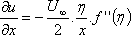 ∂u/∂x = −U∞/2 · η/x · f''(η)